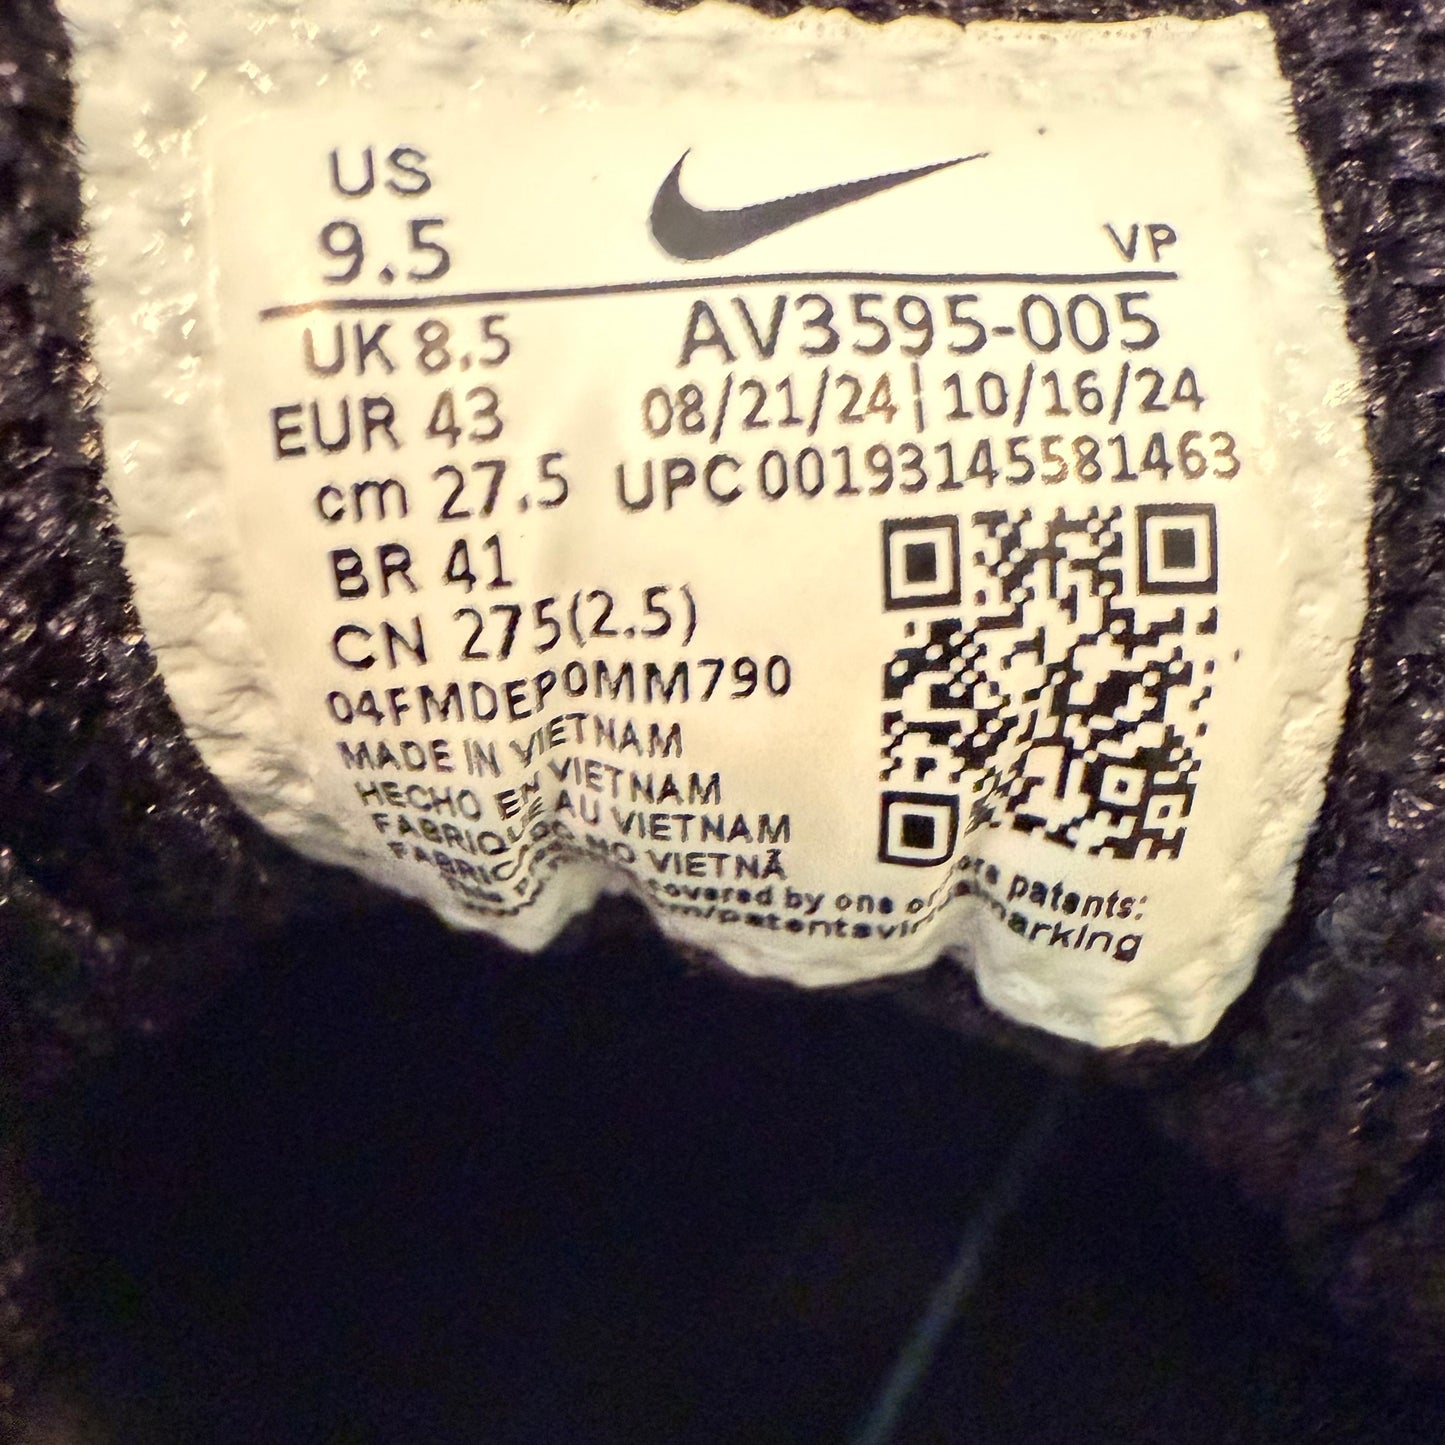 US
9.5
VP
UK 8.5
AV3595-005
EUR 43
08/21/24|10/16/24
cm 27.5
UPC 00193145581463
BR 41
CN 275(2.5)
04FMDEP0MM790
MADE IN VIETNAM
HECHO EN VIETNAM
AU VIETNAM
NO VIETNÃ
covered by one patents: